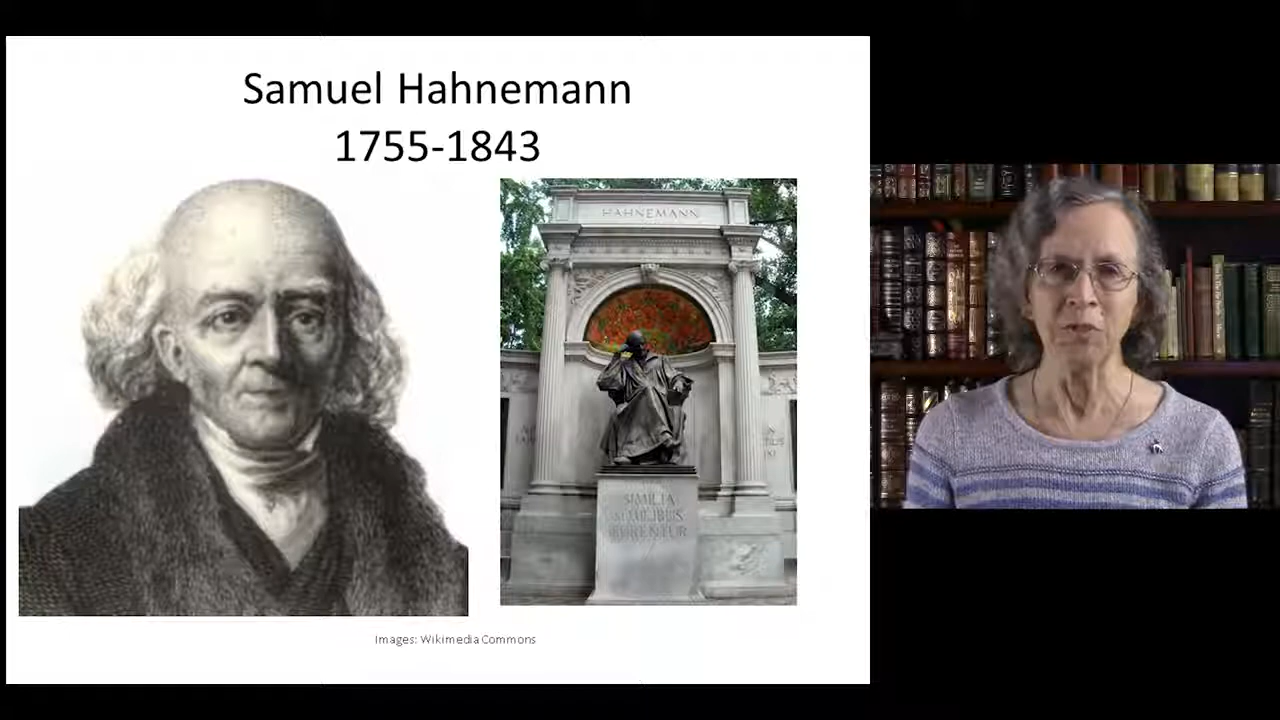 Samuel Hahnemann
1755-1843
HAHNEMANN
SIMILIA
SIMILIBUS
CURENTUR
Images: Wikimedia Commons